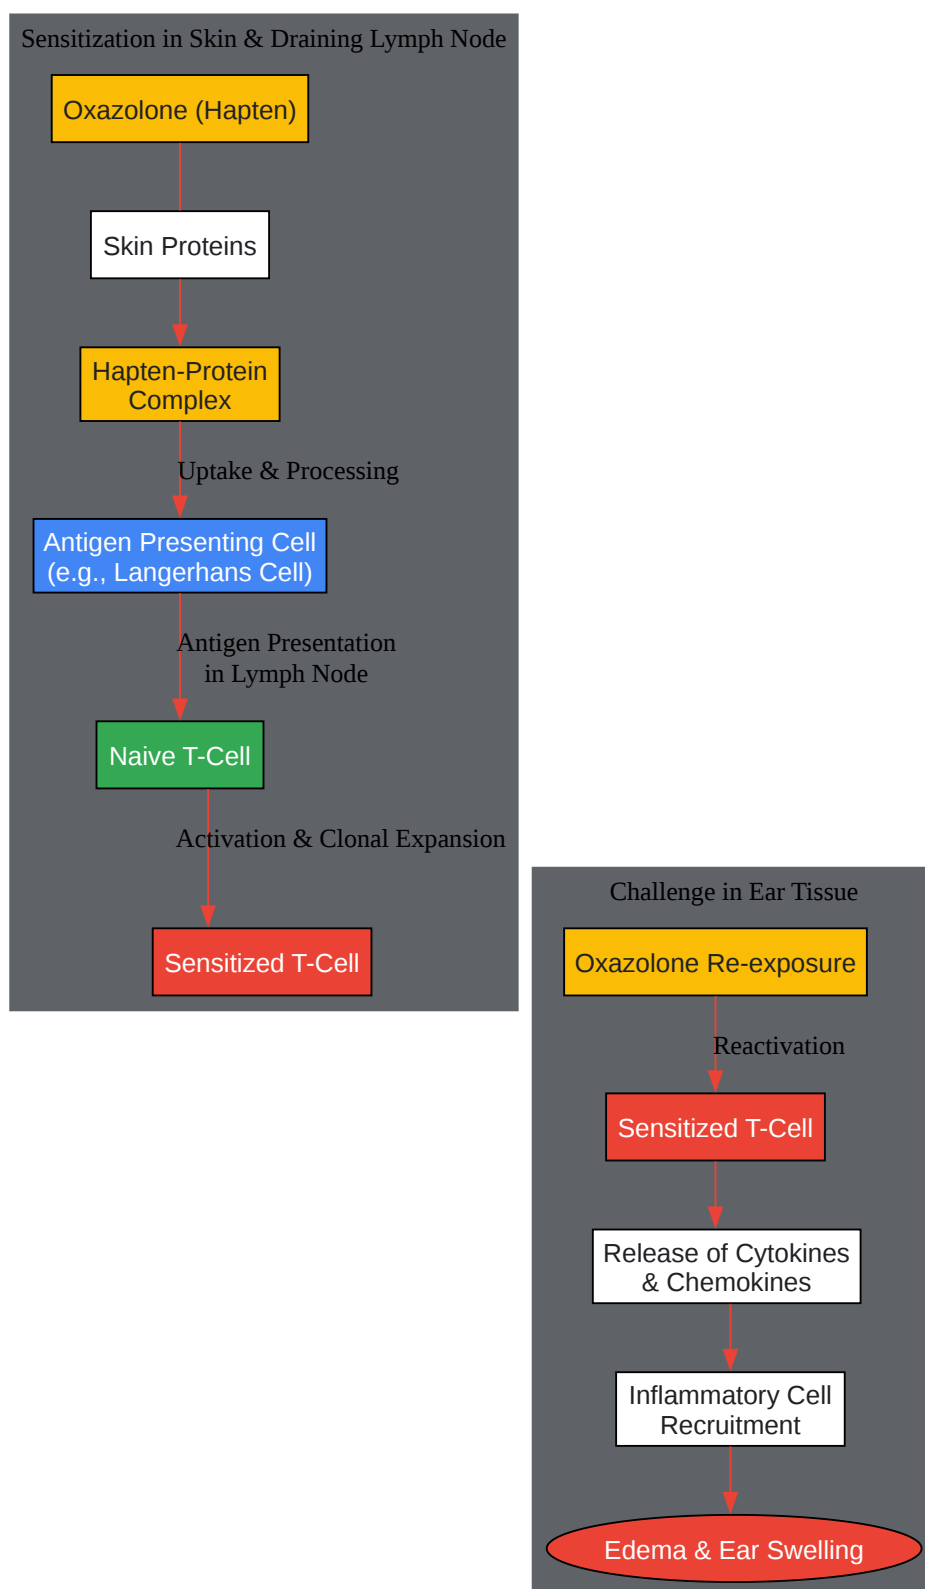 Sensitization in Skin & Draining Lymph Node
Oxazolone (Hapten)
Skin Proteins
Hapten-Protein
Complex
Uptake & Processing
Antigen Presenting Cell
(e.g., Langerhans Cell)
Antigen Presentation
in Lymph Node
Naive T-Cell
Activation & Clonal Expansion
Sensitized T-Cell
Challenge in Ear Tissue
Oxazolone Re-exposure
Reactivation
Sensitized T-Cell
Release of Cytokines
& Chemokines
Inflammatory Cell
Recruitment
Edema & Ear Swelling